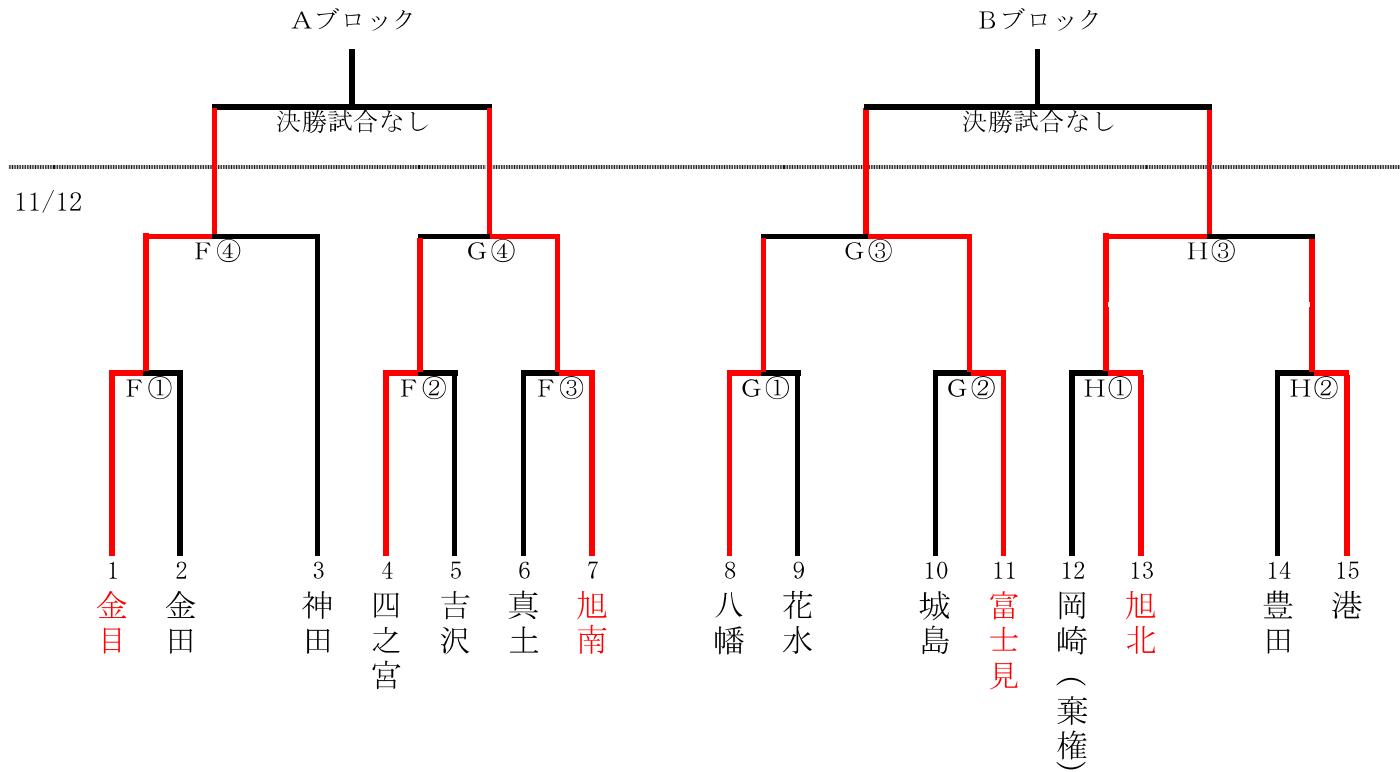 Aブロック
Bブロック
決勝試合なし
決勝試合なし
11/12
F④
G④
G③
H③
F①
F②
F③
G①
G②
H①
H②
1
2
3
4
5
6
7
8
9
10
11
12
13
14
15
金目
金田
神田
四之宮
吉沢
真土
旭南
八幡
花水
城島
富士見
岡崎(棄権)
旭北
豊田
港